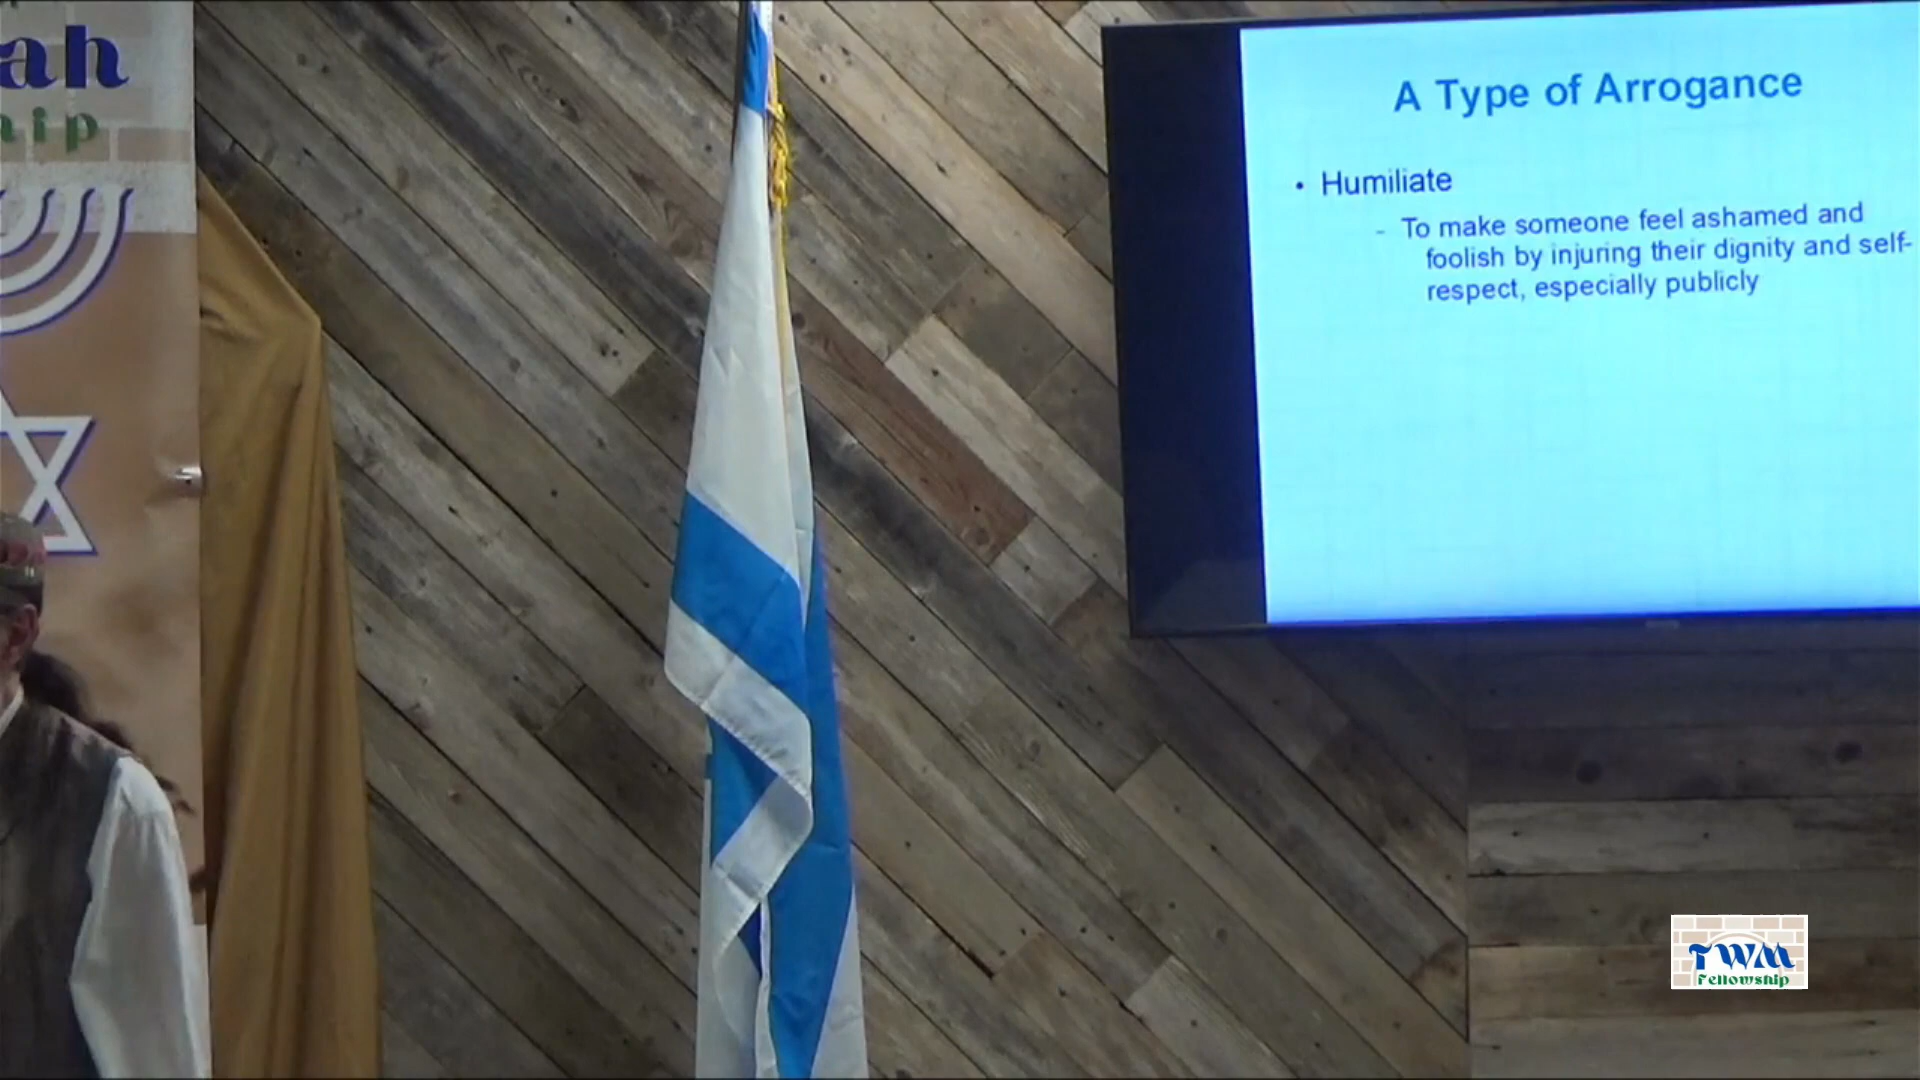 ah
A Type of Arrogance
• Humiliate
- To make someone feel ashamed and
foolish by injuring their dignity and self-
respect, especially publicly
TWM
Fellowship